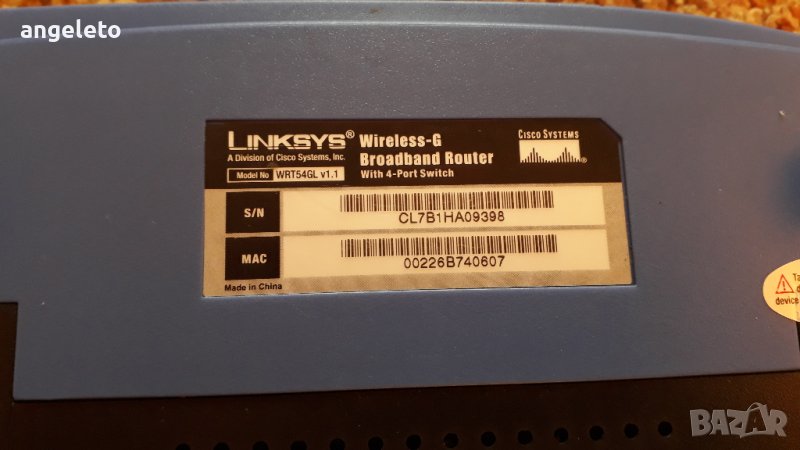 angeleto
LINKSYS® Wireless-G
A Division of Cisco Systems, Inc. Broadband Router
Model No WRT54GL v1.1 With 4-Port Switch
CISCO SYSTEMS
S/N
CL7B1HA09398
MAC
00226B740607
Made in China
device
BAZAR